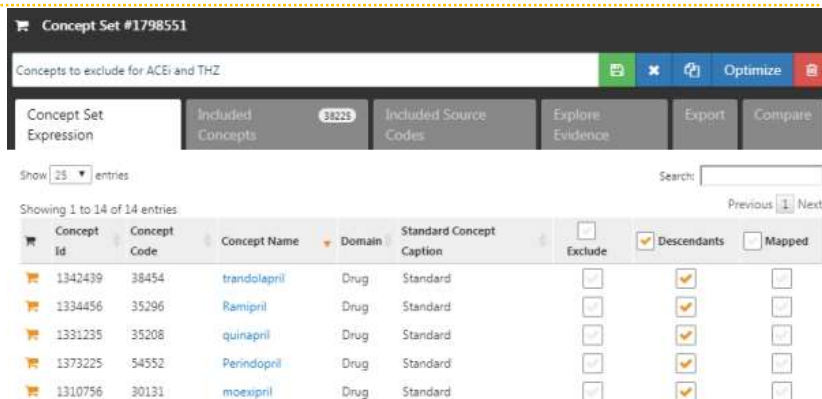 Concept Set #1798551
Concepts to exclude for ACEi and THZ
Optimize
Concept Set Expression
Included Concepts 38225
Included Source Codes
Explore Evidence
Export
Compare
Show 25 entries
Search:
Showing 1 to 14 of 14 entries
Previous 1 Next
Concept Id Concept Code Concept Name Domain Standard Concept Caption Exclude Descendants Mapped
1342439 38454 trandolapril Drug Standard
1334456 35296 Ramipril Drug Standard
1331235 35208 quinapril Drug Standard
1373225 54552 Perindopril Drug Standard
1310756 30131 moexipril Drug Standard